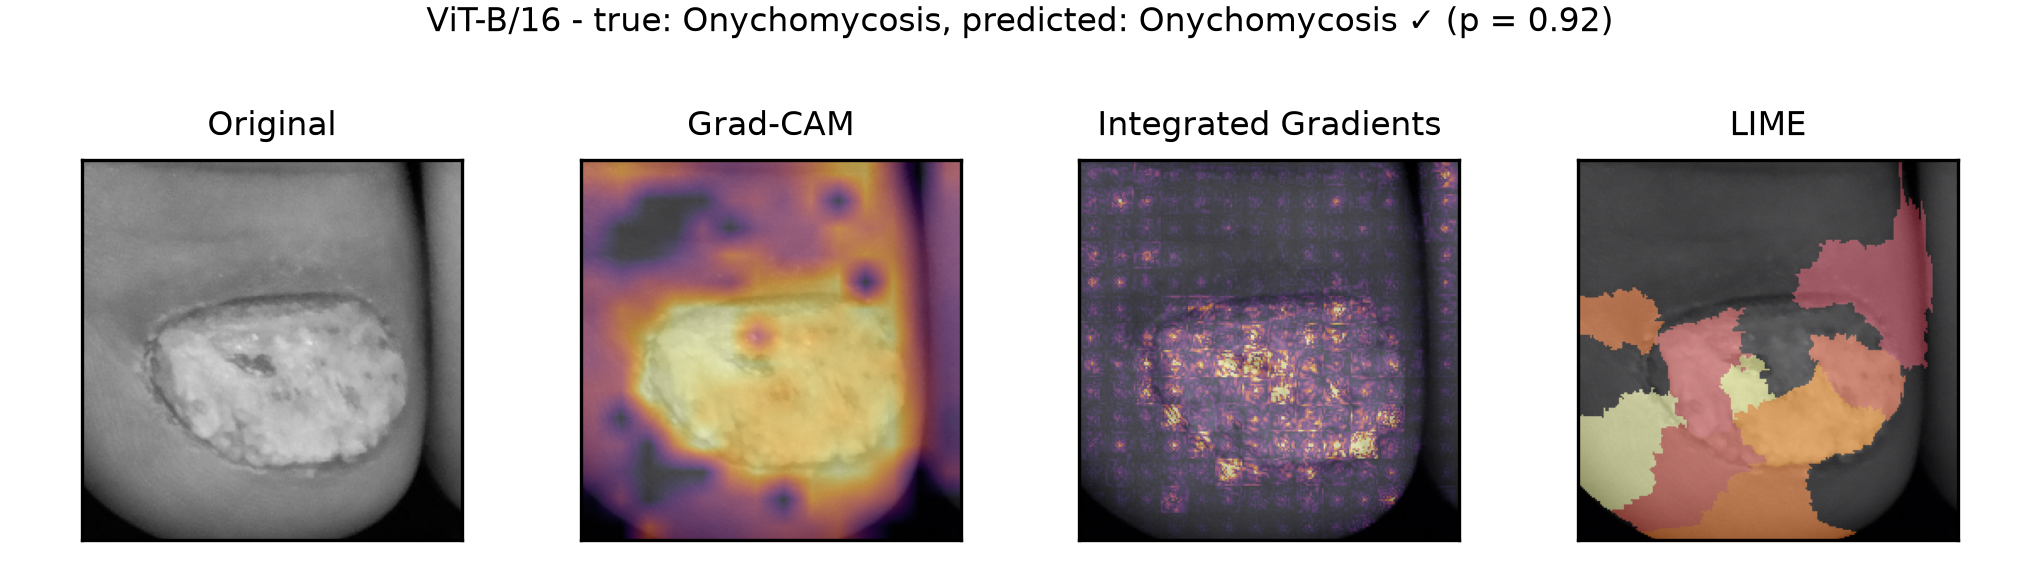 ViT-B/16 - true: Onychomycosis, predicted: Onychomycosis ✓ (p = 0.92)
Original
Grad-CAM
Integrated Gradients
LIME